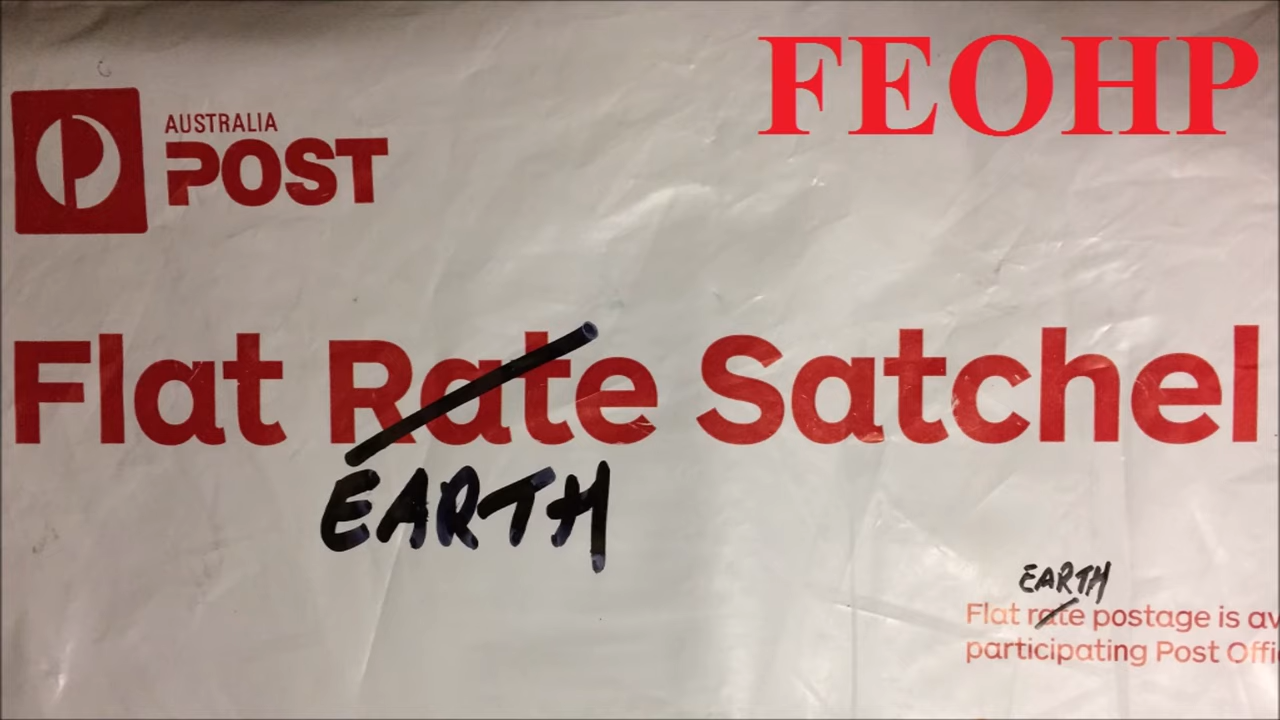 FEOHP
AUSTRALIA
POST
Flat Rate Satchel
EARTH
EARTH
Flat rate postage is av
participating Post Offi